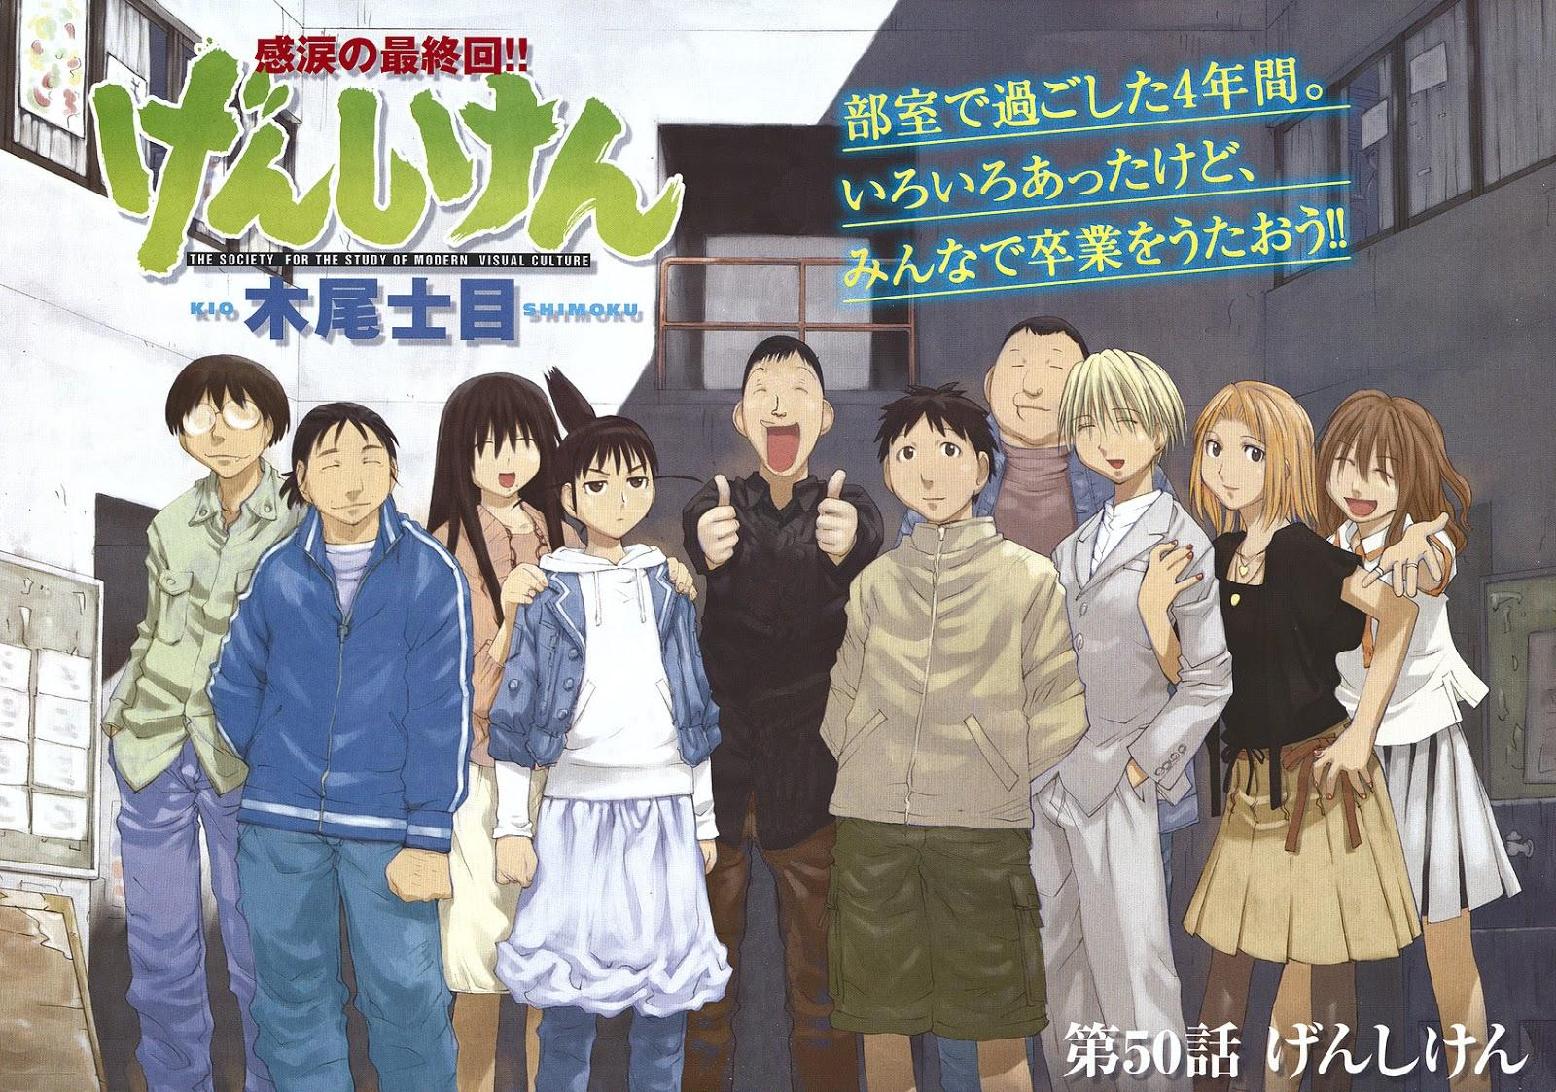 感涙の最終回!!
げんしけん
THE SOCIETY FOR THE STUDY OF MODERN VISUAL CULTURE
KIO 木尾士目 SHIMOKU
部室で過ごした4年間。
いろいろあったけど、
みんなで卒業をうたおう!!
第50話 げんしけん